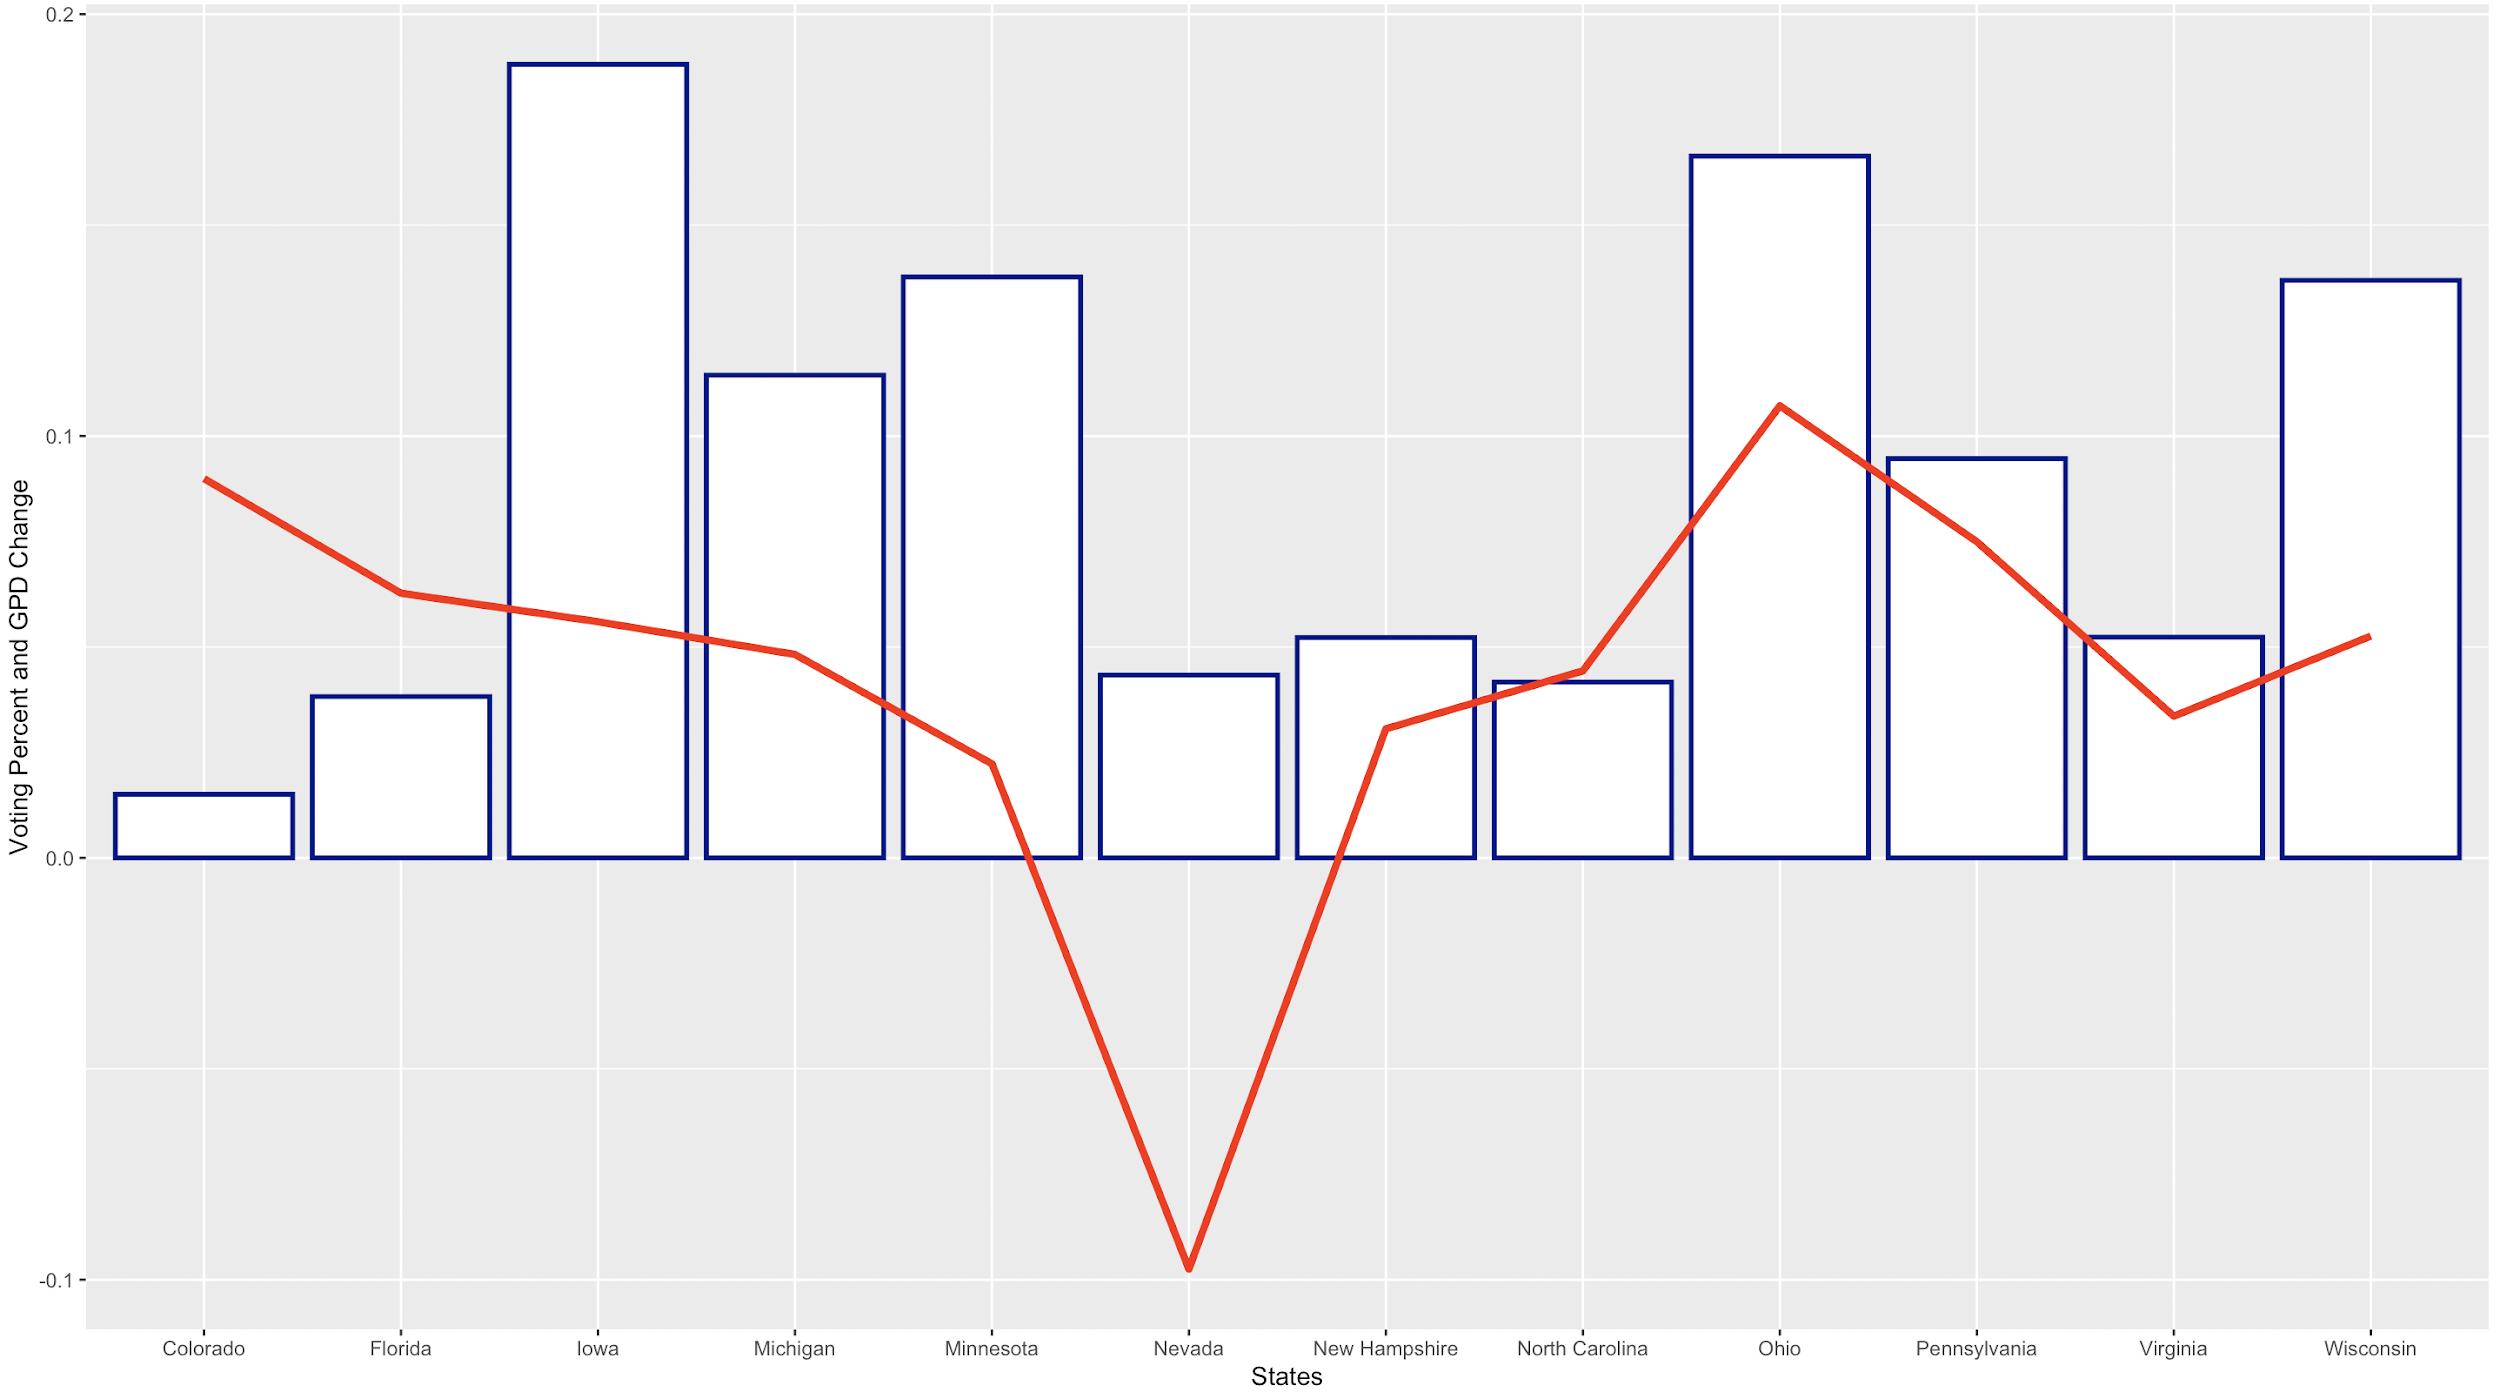 Voting Percent and GPD Change
0.2
0.1
0.0
-0.1
Colorado Florida Iowa Michigan Minnesota Nevada New Hampshire North Carolina Ohio Pennsylvania Virginia Wisconsin
States